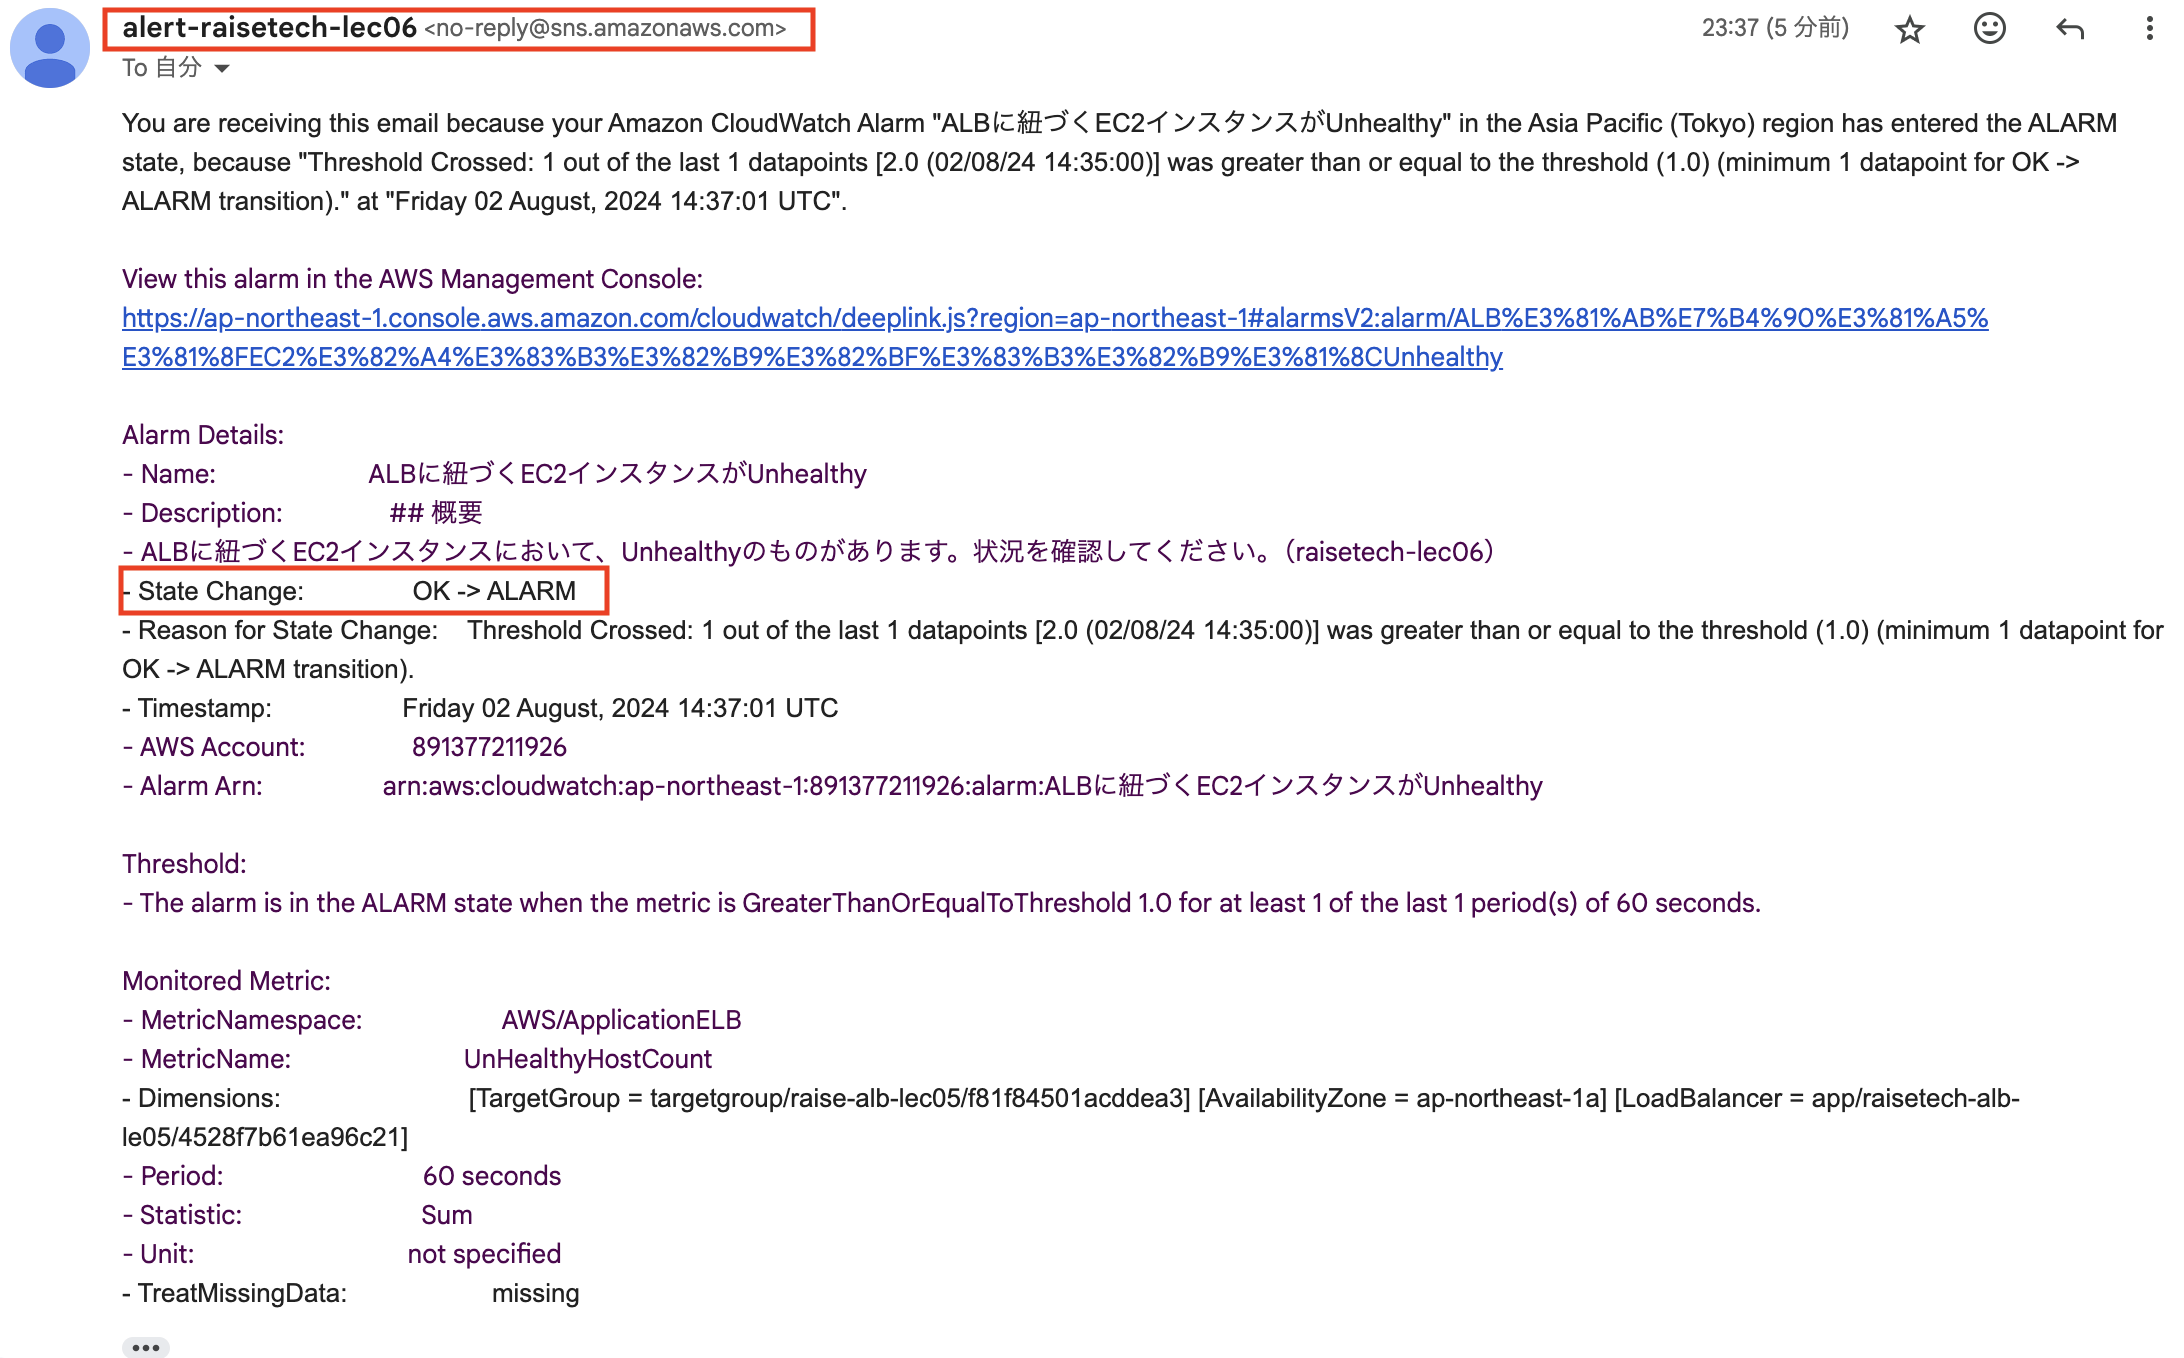 alert-raisetech-lec06 <no-reply@sns.amazonaws.com>
23:37 (5 分前)
To 自分
You are receiving this email because your Amazon CloudWatch Alarm "ALBに紐づくEC2インスタンスがUnhealthy" in the Asia Pacific (Tokyo) region has entered the ALARM
state, because "Threshold Crossed: 1 out of the last 1 datapoints [2.0 (02/08/24 14:35:00)] was greater than or equal to the threshold (1.0) (minimum 1 datapoint for OK ->
ALARM transition)." at "Friday 02 August, 2024 14:37:01 UTC".
View this alarm in the AWS Management Console:
https://ap-northeast-1.console.aws.amazon.com/cloudwatch/deeplink.js?region=ap-northeast-1#alarmsV2:alarm/ALB%E3%81%AB%E7%B4%90%E3%81%A5%
E3%81%8FEC2%E3%82%A4%E3%83%B3%E3%82%B9%E3%82%BF%E3%83%B3%E3%82%B9%E3%81%8CUnhealthy
Alarm Details:
- Name: ALBに紐づくEC2インスタンスがUnhealthy
- Description: ## 概要
- ALBに紐づくEC2インスタンスにおいて、Unhealthyのものがあります。状況を確認してください。（raisetech-lec06）
- State Change: OK -> ALARM
- Reason for State Change: Threshold Crossed: 1 out of the last 1 datapoints [2.0 (02/08/24 14:35:00)] was greater than or equal to the threshold (1.0) (minimum 1 datapoint for
OK -> ALARM transition).
- Timestamp: Friday 02 August, 2024 14:37:01 UTC
- AWS Account: 891377211926
- Alarm Arn: arn:aws:cloudwatch:ap-northeast-1:891377211926:alarm:ALBに紐づくEC2インスタンスがUnhealthy
Threshold:
- The alarm is in the ALARM state when the metric is GreaterThanOrEqualToThreshold 1.0 for at least 1 of the last 1 period(s) of 60 seconds.
Monitored Metric:
- MetricNamespace: AWS/ApplicationELB
- MetricName: UnHealthyHostCount
- Dimensions: [TargetGroup = targetgroup/raise-alb-lec05/f81f84501acddea3] [AvailabilityZone = ap-northeast-1a] [LoadBalancer = app/raisetech-alb-
le05/4528f7b61ea96c21]
- Period: 60 seconds
- Statistic: Sum
- Unit: not specified
- TreatMissingData: missing